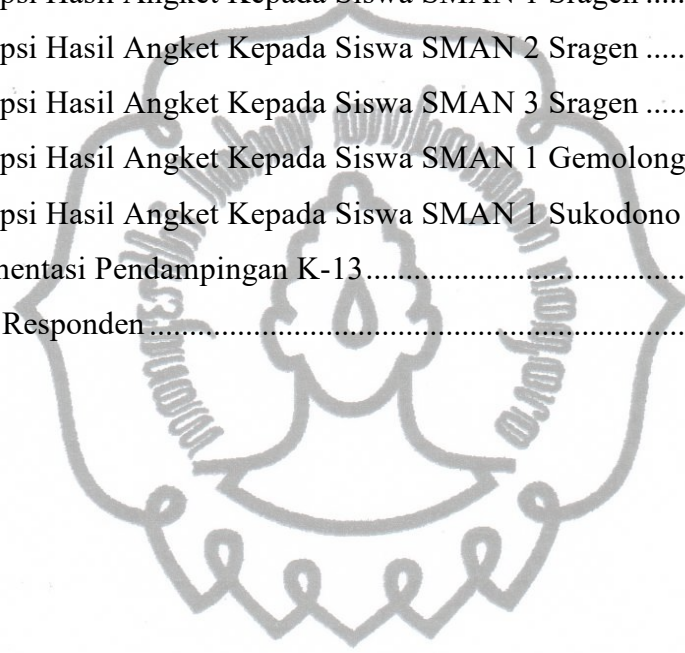 psi Hasil Angket Kepada Siswa SMAN 1 Sragen .....
psi Hasil Angket Kepada Siswa SMAN 2 Sragen .....
psi Hasil Angket Kepada Siswa SMAN 3 Sragen .....
psi Hasil Angket Kepada Siswa SMAN 1 Gemolong
psi Hasil Angket Kepada Siswa SMAN 1 Sukodono
mentasi Pendampingan K-13.......................................
Responden.................................................................